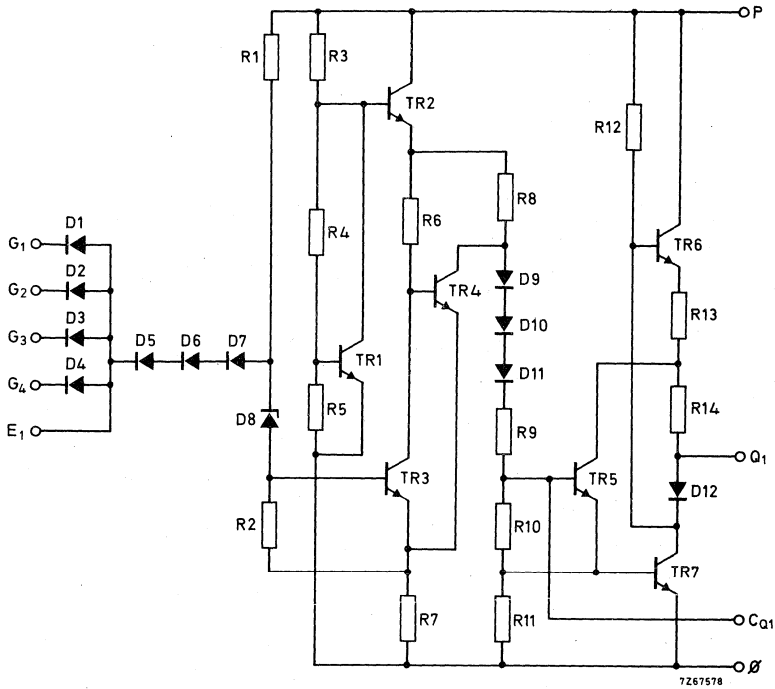 P
R1
R3
TR2
R12
R8
D1
G1
R4
R6
TR6
D2
D9
G2
TR4
R13
D3
D10
G3
D5 D6 D7
D4
TR1
D11
G4
R5
R14
D8
R9
E1
Q1
TR3
TR5
D12
R2
R10
TR7
R7
R11
CQ1
Ø
7Z67578